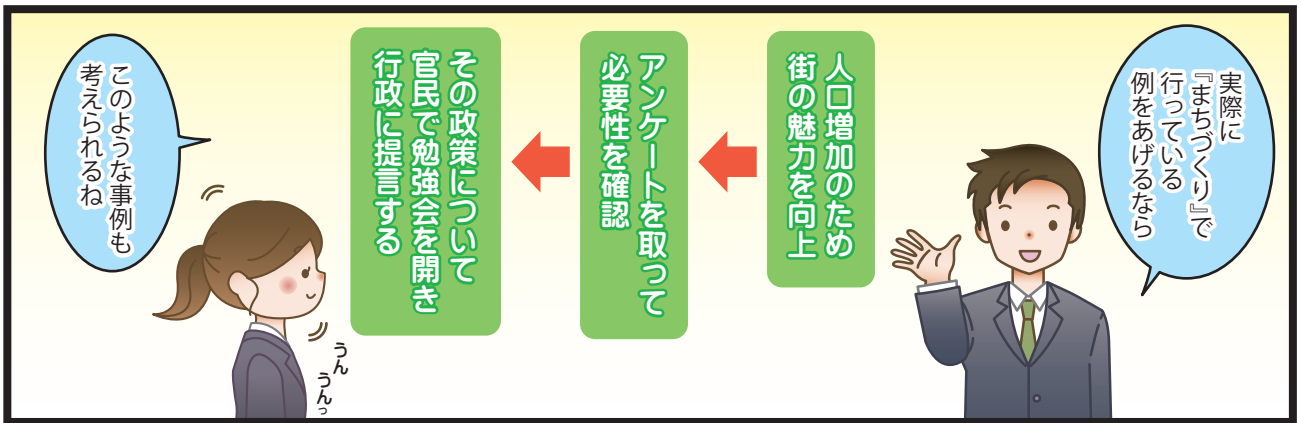 実際に
『まちづくり』で
行っている
例をあげるなら
人口増加のため
街の魅力を向上
アンケートを取って
必要性を確認
その政策について
官民で勉強会を開き
行政に提言する
このような事例も
考えられるね
うん
うんっ